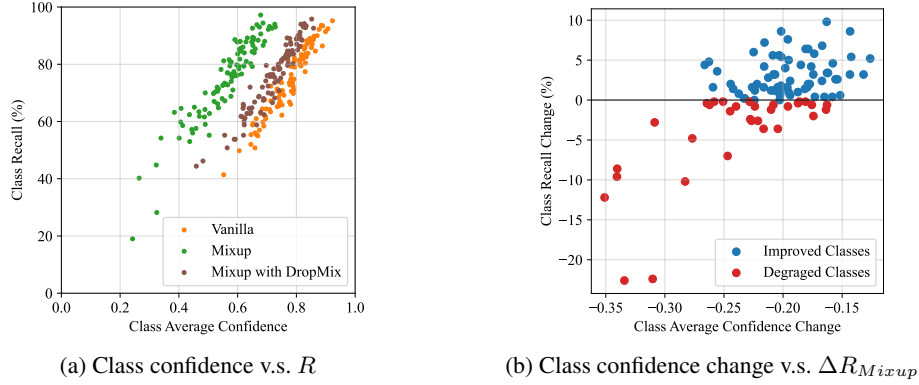 100
80
60
40
20
0
Class Recall (%)
Vanilla
Mixup
Mixup with DropMix
0.0 0.2 0.4 0.6 0.8 1.0
Class Average Confidence
(a) Class confidence v.s. R
10
5
0
−5
−10
−15
−20
Class Recall Change (%)
Improved Classes
Degraged Classes
−0.35 −0.30 −0.25 −0.20 −0.15
Class Average Confidence Change
(b) Class confidence change v.s. ΔR_{Mixup}